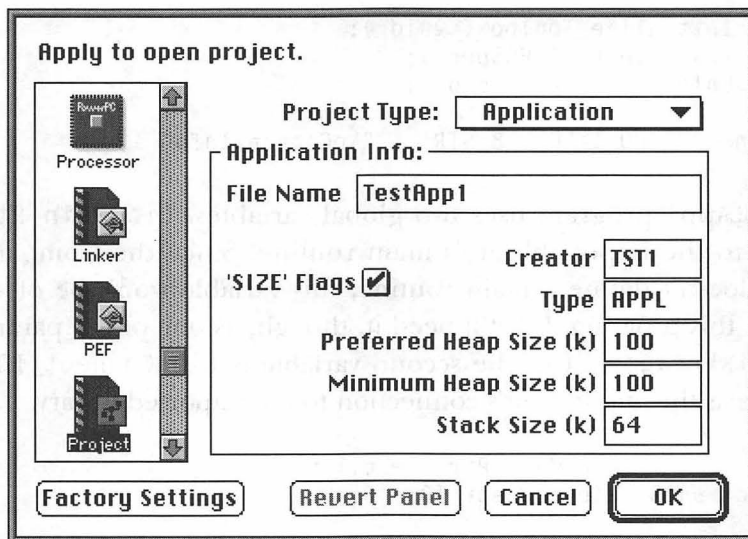 Apply to open project.
PowerPC
Processor
Linker
PEF
Project
Project Type: Application
Application Info:
File Name TestApp1
'SIZE' Flags
Creator TST1
Type APPL
Preferred Heap Size (k) 100
Minimum Heap Size (k) 100
Stack Size (k) 64
Factory Settings
Revert Panel
Cancel
OK